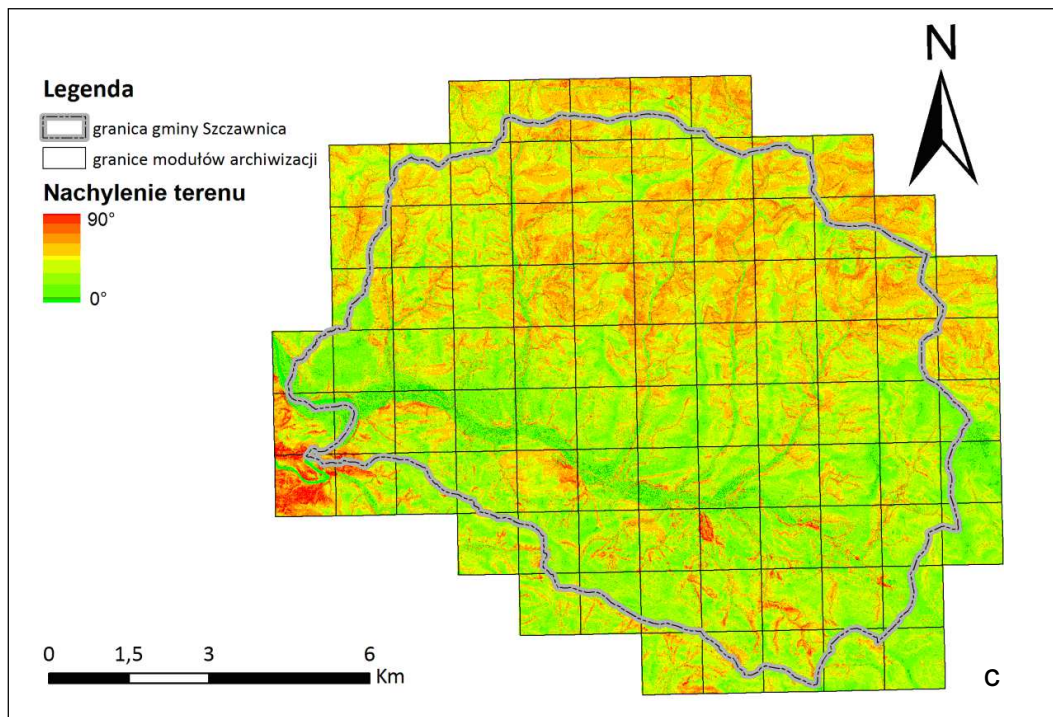 N
Legenda
granica gminy Szczawnica
granice modułów archiwizacji
Nachylenie terenu
90°
0°
0 1,5 3 6
Km
C